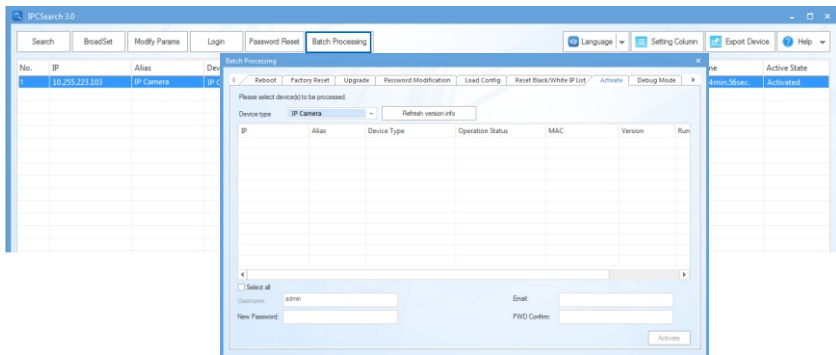 IPCSearch 3.0
Search BroadSet Modify Params Login Password Reset Batch Processing Language Setting Column Export Device Help
No. IP Alias Dev ne Active State
1 10.255.223.103 IP Camera IP C 4min.56sec. Activated
Batch Processing
Reboot Factory Reset Upgrade Password Modification Load Config Reset Black/White IP List Activate Debug Mode
Please select device(s) to be processed.
Device type IP Camera Refresh version info
IP Alias Device Type Operation Status MAC Version Run
Select all
Username: admin Email:
New Password: PWD Confirm:
Activate